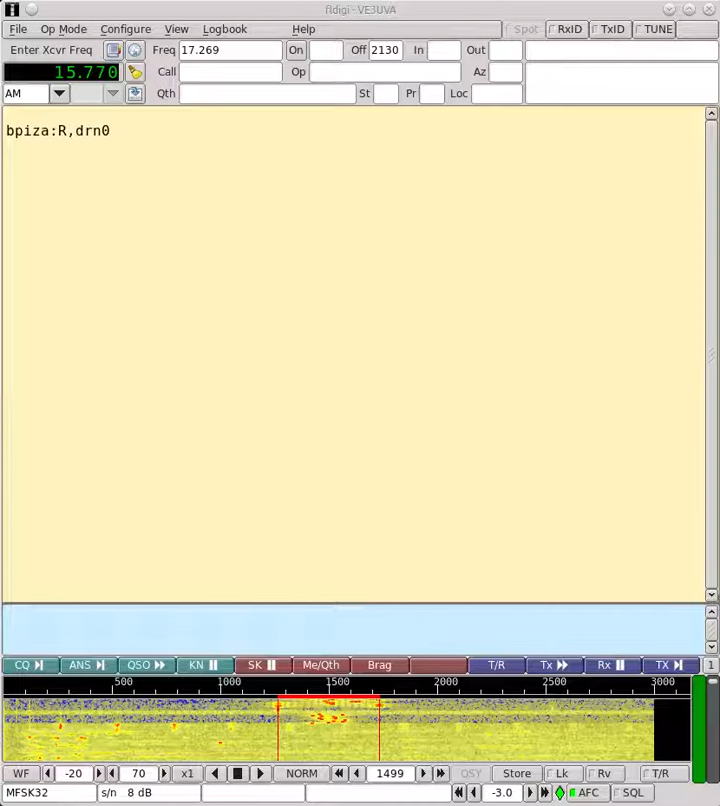 fldigi - VE3UVA
File Op Mode Configure View Logbook Help Spot RxID TxID TUNE
Enter Xcvr Freq Freq 17.269 On Off 2130 In Out
15.770 Call Op Az
AM Qth St Pr Loc
bpiza:R,drn0
CQ ANS QSO KN SK Me/Qth Brag T/R Tx Rx TX 1
500 1000 1500 2000 2500 3000
WF -20 70 x1 NORM 1499 QSY Store Lk Rv T/R
MFSK32 s/n 8 dB -3.0 AFC SQL